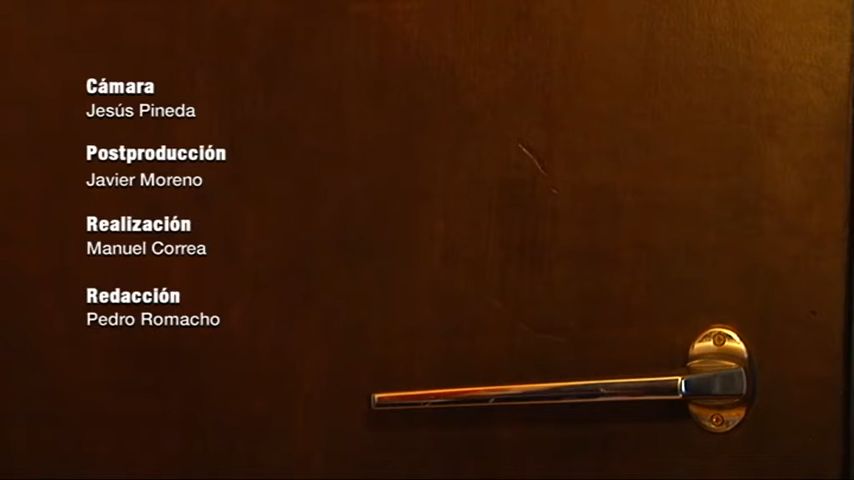 Cámara
Jesús Pineda
Postproducción
Javier Moreno
Realización
Manuel Correa
Redacción
Pedro Romacho